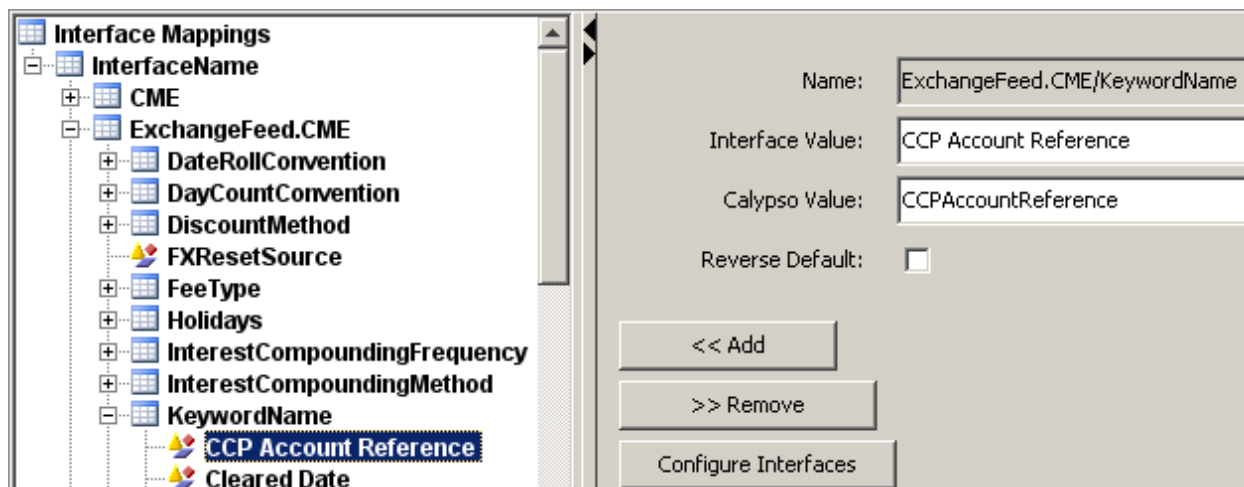 Interface Mappings
InterfaceName
CME
ExchangeFeed.CME
DateRollConvention
DayCountConvention
DiscountMethod
FXResetSource
FeeType
Holidays
InterestCompoundingFrequency
InterestCompoundingMethod
KeywordName
CCP Account Reference
Cleared Date
Name: ExchangeFeed.CME/KeywordName
Interface Value: CCP Account Reference
Calypso Value: CCPAccountReference
Reverse Default:
<< Add
>> Remove
Configure Interfaces